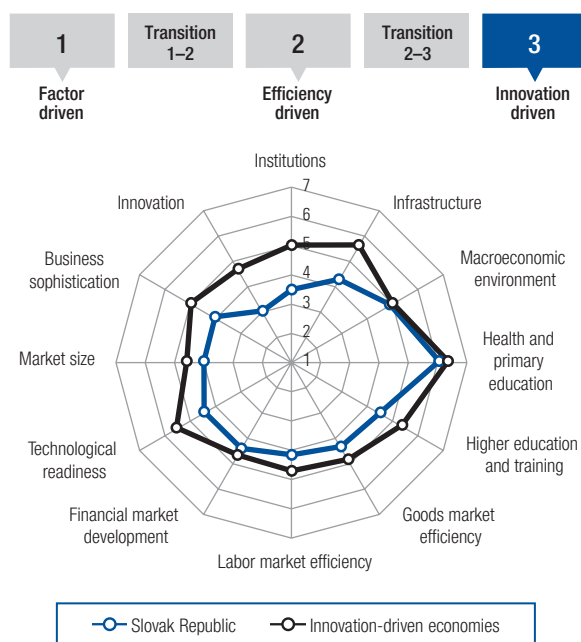 1
Transition
1–2
2
Transition
2–3
3
Factor
driven
Efficiency
driven
Innovation
driven
Institutions
Innovation
7
Infrastructure
6
Business
sophistication
5
Macroeconomic
environment
4
3
2
Market size
1
Health and
primary
education
Technological
readiness
Higher education
and training
Financial market
development
Goods market
efficiency
Labor market efficiency
Slovak Republic
Innovation-driven economies